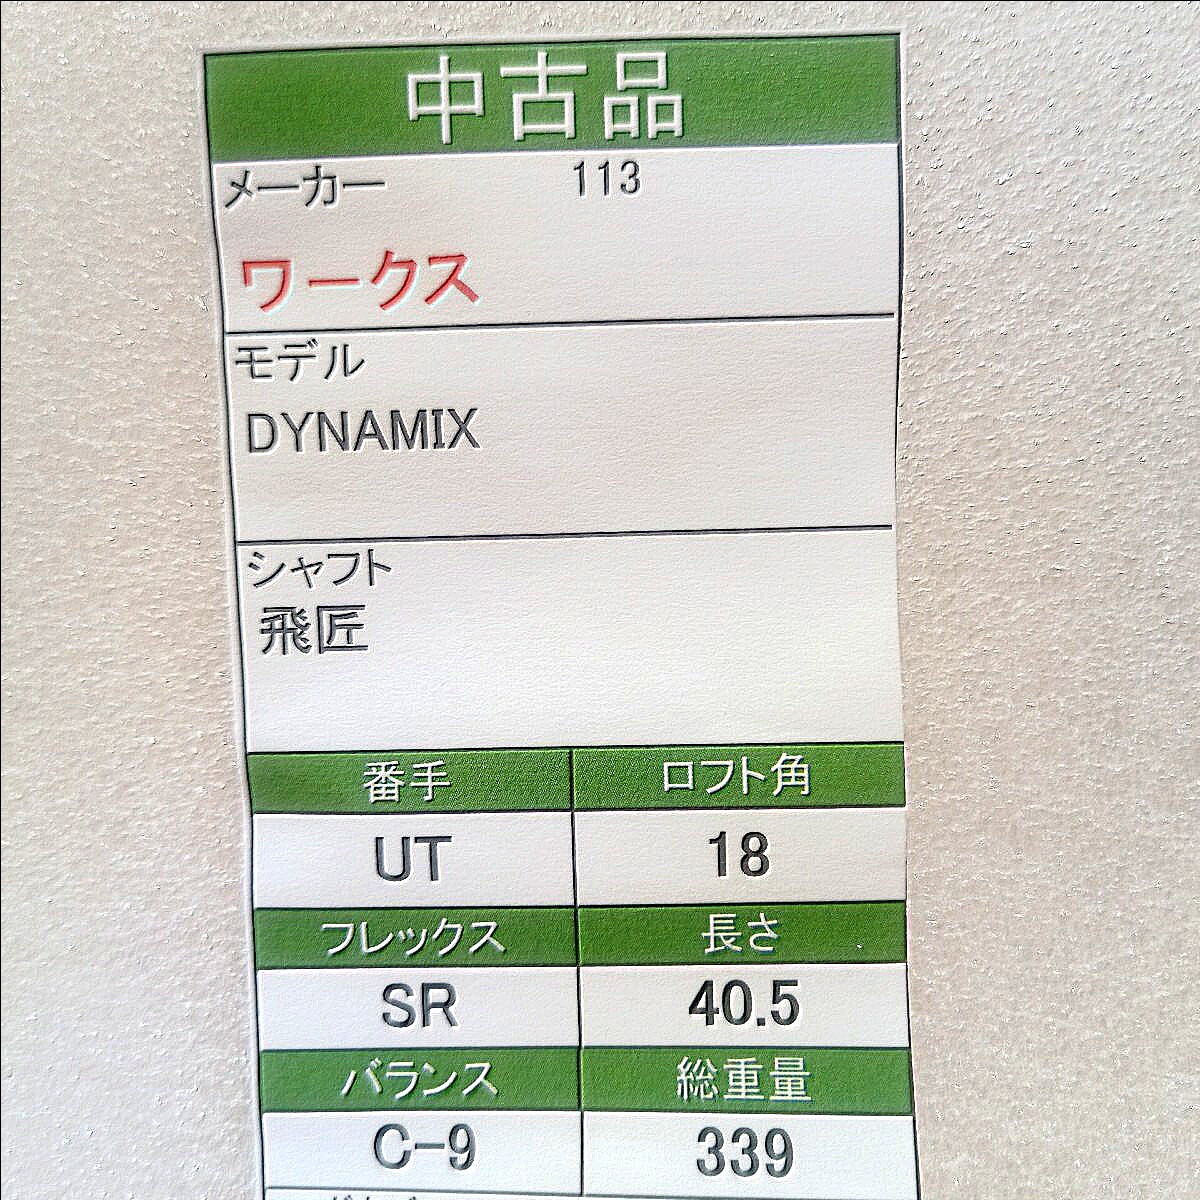 中古品
メーカー 113
ワークス
モデル
DYNAMIX
シャフト
飛匠
番手 ロフト角
UT 18
フレックス 長さ
SR 40.5
バランス 総重量
C-9 339